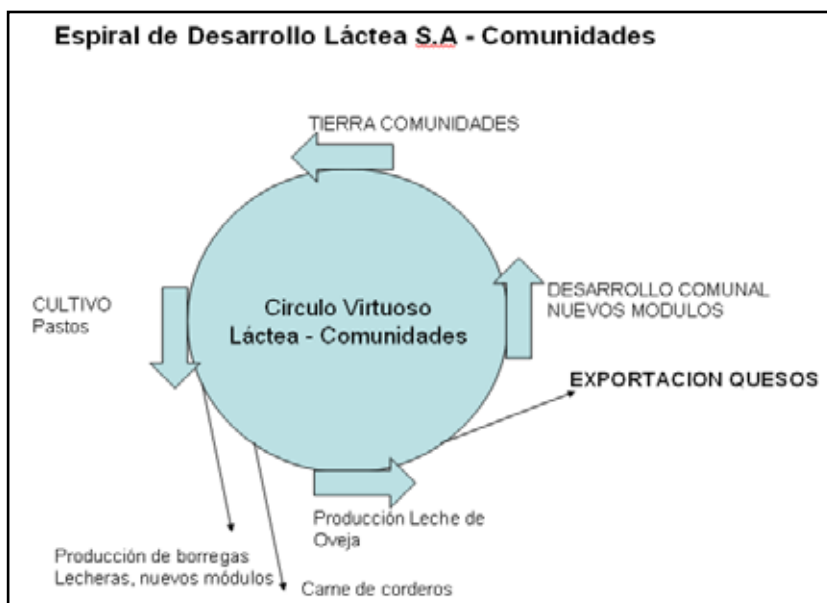 Espiral de Desarrollo Láctea S.A - Comunidades
TIERRA COMUNIDADES
CULTIVO
Pastos
Circulo Virtuoso
Láctea - Comunidades
DESARROLLO COMUNAL
NUEVOS MODULOS
EXPORTACION QUESOS
Producción Leche de
Oveja
Producción de borregas
Lecheras, nuevos módulos
Carne de corderos